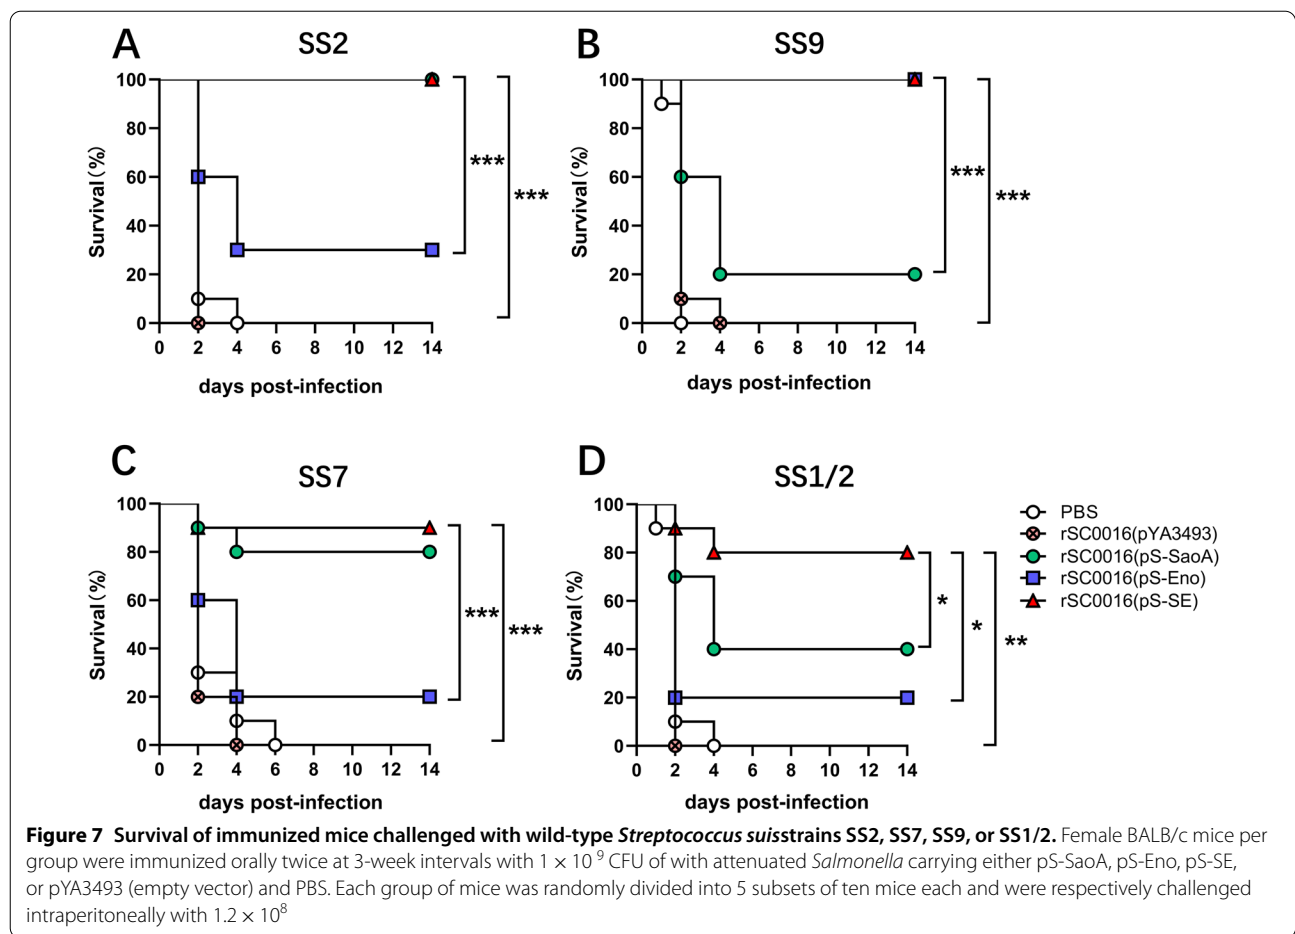 A SS2
Survival (%)
100
80
60
40
20
0
0 2 4 6 8 10 12 14
days post-infection
***
***
B SS9
Survival (%)
100
80
60
40
20
0
0 2 4 6 8 10 12 14
days post-infection
***
***
C SS7
Survival (%)
100
80
60
40
20
0
0 2 4 6 8 10 12 14
days post-infection
***
***
D SS1/2
Survival (%)
100
80
60
40
20
0
0 2 4 6 8 10 12 14
days post-infection
*
*
**
PBS
rSC0016(pYA3493)
rSC0016(pS-SaoA)
rSC0016(pS-Eno)
rSC0016(pS-SE)
Figure 7 Survival of immunized mice challenged with wild-type Streptococcus suisstrains SS2, SS7, SS9, or SS1/2. Female BALB/c mice per
group were immunized orally twice at 3-week intervals with 1 × 10⁹ CFU of with attenuated Salmonella carrying either pS-SaoA, pS-Eno, pS-SE,
or pYA3493 (empty vector) and PBS. Each group of mice was randomly divided into 5 subsets of ten mice each and were respectively challenged
intraperitoneally with 1.2 × 10⁸